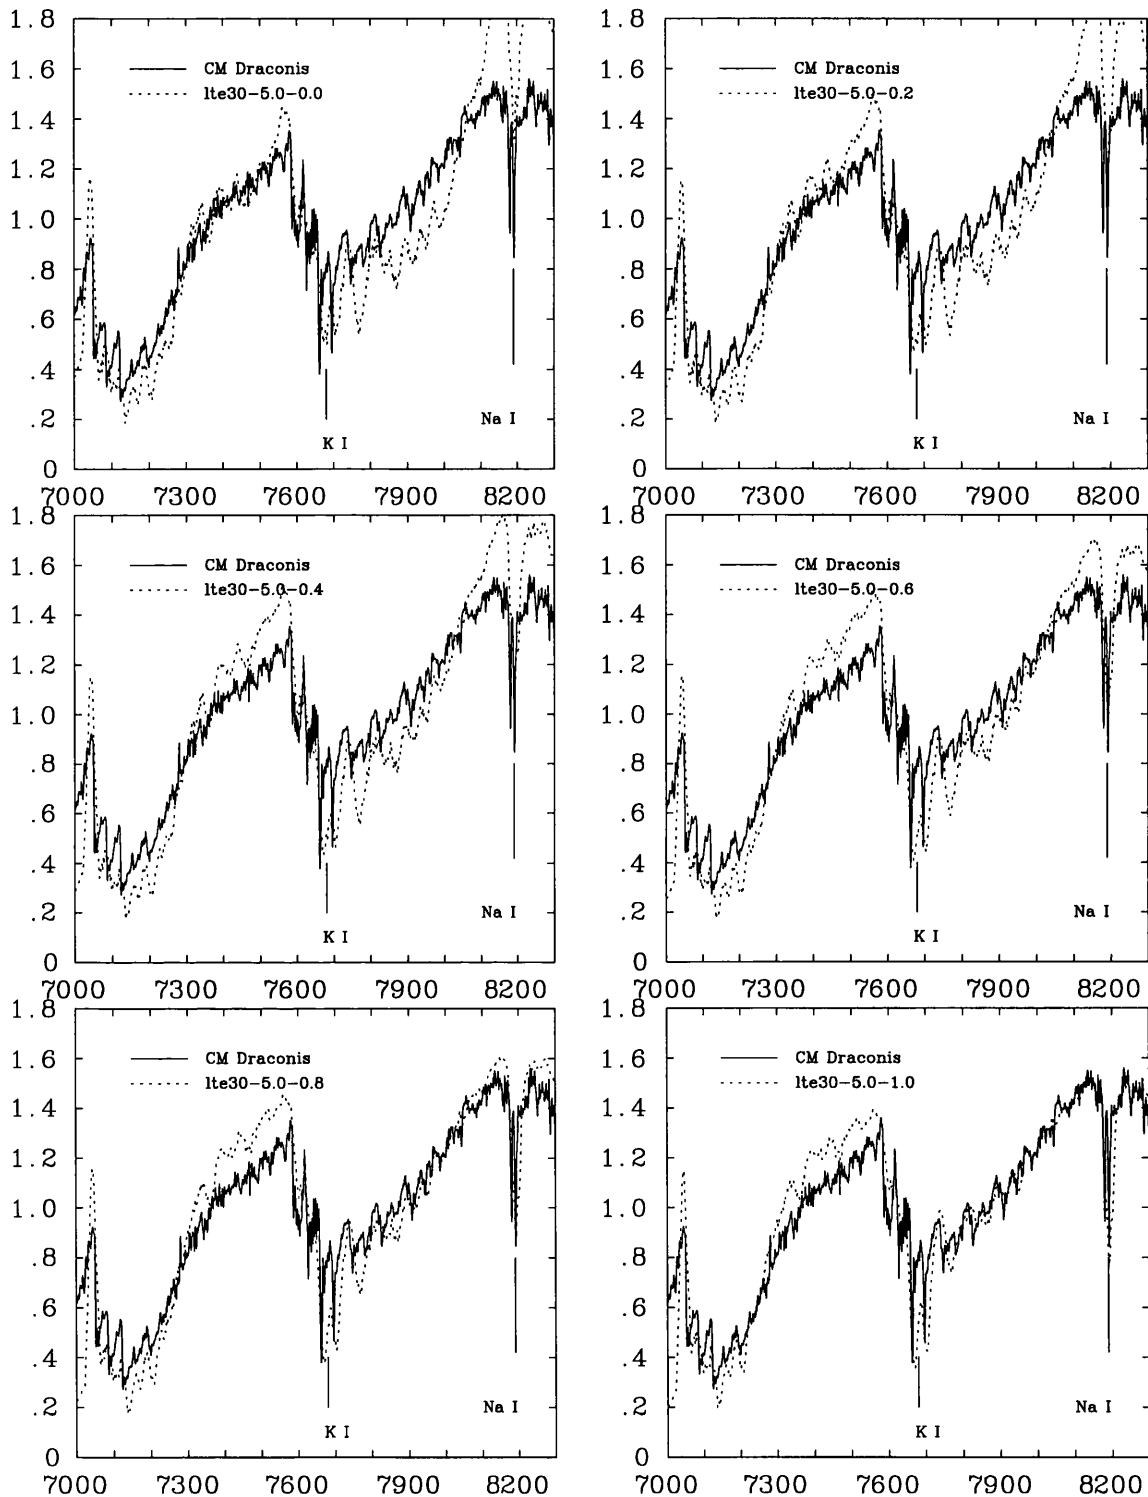 1.8
1.6
1.4
1.2
1.0
.8
.6
.4
.2
0
CM Draconis
lte30-5.0-0.0
Na I
K I
7000 7300 7600 7900 8200
1.8
1.6
1.4
1.2
1.0
.8
.6
.4
.2
0
CM Draconis
lte30-5.0-0.2
Na I
K I
7000 7300 7600 7900 8200
1.8
1.6
1.4
1.2
1.0
.8
.6
.4
.2
0
CM Draconis
lte30-5.0-0.4
Na I
K I
7000 7300 7600 7900 8200
1.8
1.6
1.4
1.2
1.0
.8
.6
.4
.2
0
CM Draconis
lte30-5.0-0.6
Na I
K I
7000 7300 7600 7900 8200
1.8
1.6
1.4
1.2
1.0
.8
.6
.4
.2
0
CM Draconis
lte30-5.0-0.8
Na I
K I
7000 7300 7600 7900 8200
1.8
1.6
1.4
1.2
1.0
.8
.6
.4
.2
0
CM Draconis
lte30-5.0-1.0
Na I
K I
7000 7300 7600 7900 8200